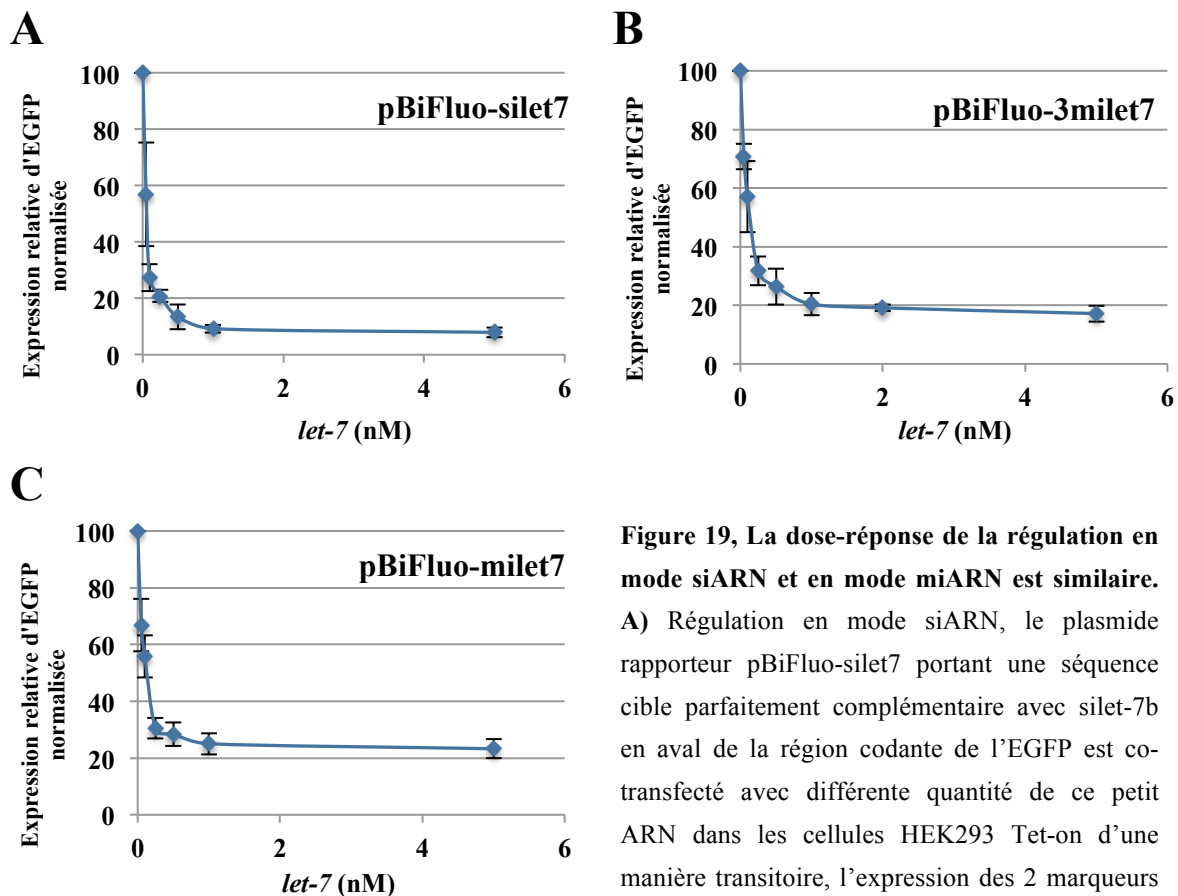 A
Expression relative d'EGFP
normalisée
100
80
60
40
20
0
pBiFluo-silet7
0 2 4 6
let-7 (nM)
B
Expression relative d'EGFP
normalisée
100
80
60
40
20
0
pBiFluo-3milet7
0 2 4 6
let-7 (nM)
C
Expression relative d'EGFP
normalisée
100
80
60
40
20
0
pBiFluo-milet7
0 2 4 6
let-7 (nM)
Figure 19, La dose-réponse de la régulation en
mode siARN et en mode miARN est similaire.
A) Régulation en mode siARN, le plasmide
rapporteur pBiFluo-silet7 portant une séquence
cible parfaitement complémentaire avec silet-7b
en aval de la région codante de l’EGFP est co-
transfecté avec différente quantité de ce petit
ARN dans les cellules HEK293 Tet-on d’une
manière transitoire, l’expression des 2 marqueurs